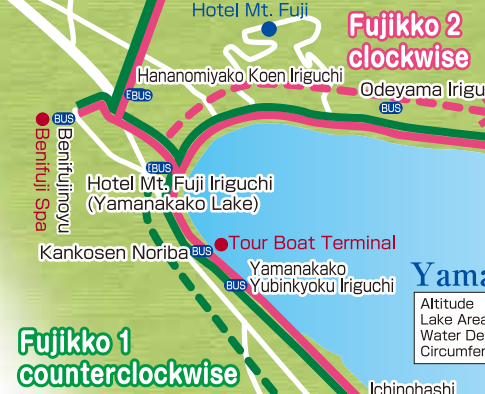 Hotel Mt. Fuji
Fujikko 2
clockwise
Hananomiyako Koen Iriguchi
BUS
Odeyama Irigu
BUS
BUS
Benifujinoyu
Benifuji Spa
BUS
Hotel Mt. Fuji Iriguchi
(Yamanakako Lake)
Kankosen Noriba
BUS
Tour Boat Terminal
Yamanakako
BUS
Yubinkyoku Iriguchi
Yama
Altitude
Lake Area
Water De
Circumfer
Fujikko 1
counterclockwise
Ichinohashi